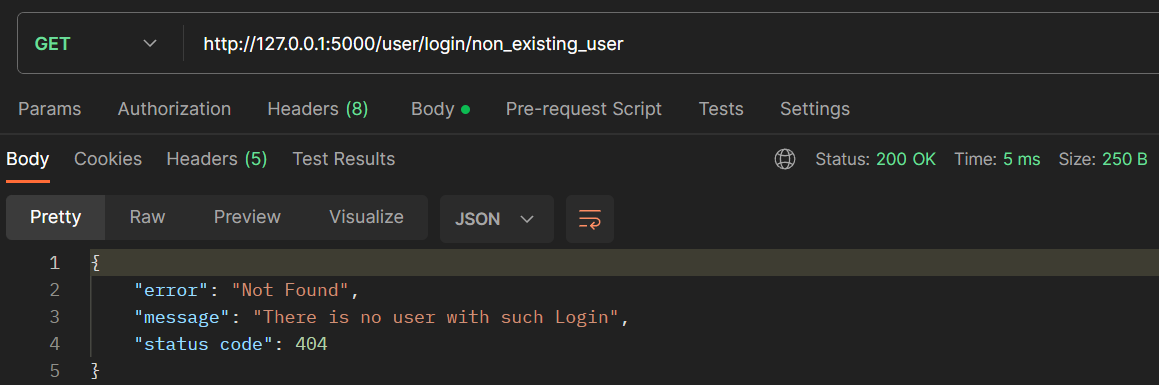 GET http://127.0.0.1:5000/user/login/non_existing_user
Params Authorization Headers (8) Body Pre-request Script Tests Settings
Body Cookies Headers (5) Test Results Status: 200 OK Time: 5 ms Size: 250 B
Pretty Raw Preview Visualize JSON
1 {
2 "error": "Not Found",
3 "message": "There is no user with such Login",
4 "status code": 404
5 }